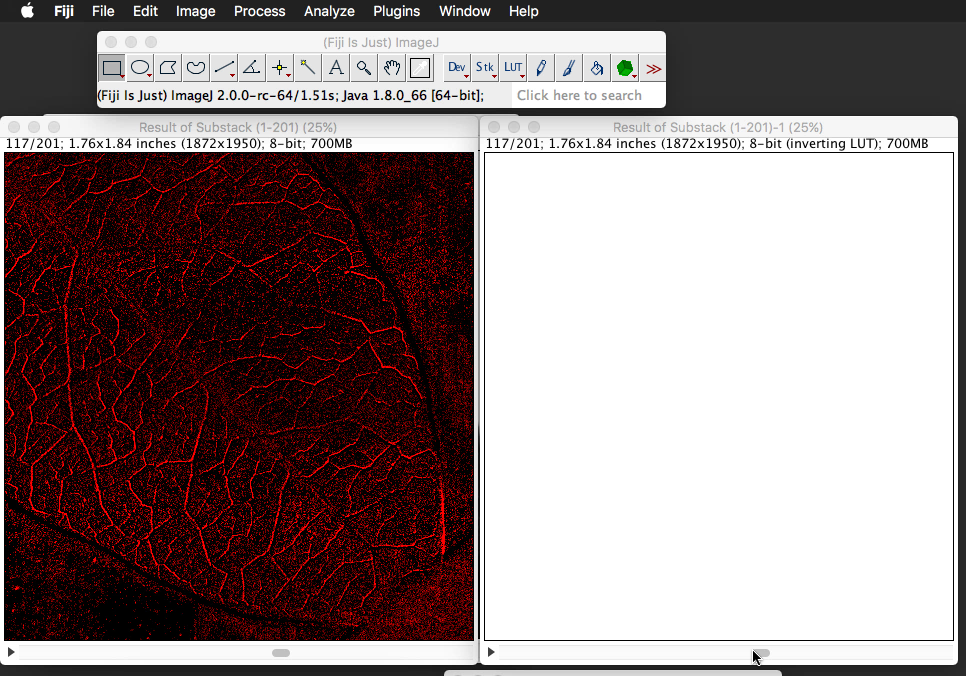 Fiji File Edit Image Process Analyze Plugins Window Help
(Fiji Is Just) ImageJ
A Dev Stk LUT >>
(Fiji Is Just) ImageJ 2.0.0-rc-64/1.51s; Java 1.8.0_66 [64-bit]; Click here to search
Result of Substack (1-201) (25%)
117/201; 1.76x1.84 inches (1872x1950); 8-bit; 700MB
Result of Substack (1-201)-1 (25%)
117/201; 1.76x1.84 inches (1872x1950); 8-bit (inverting LUT); 700MB